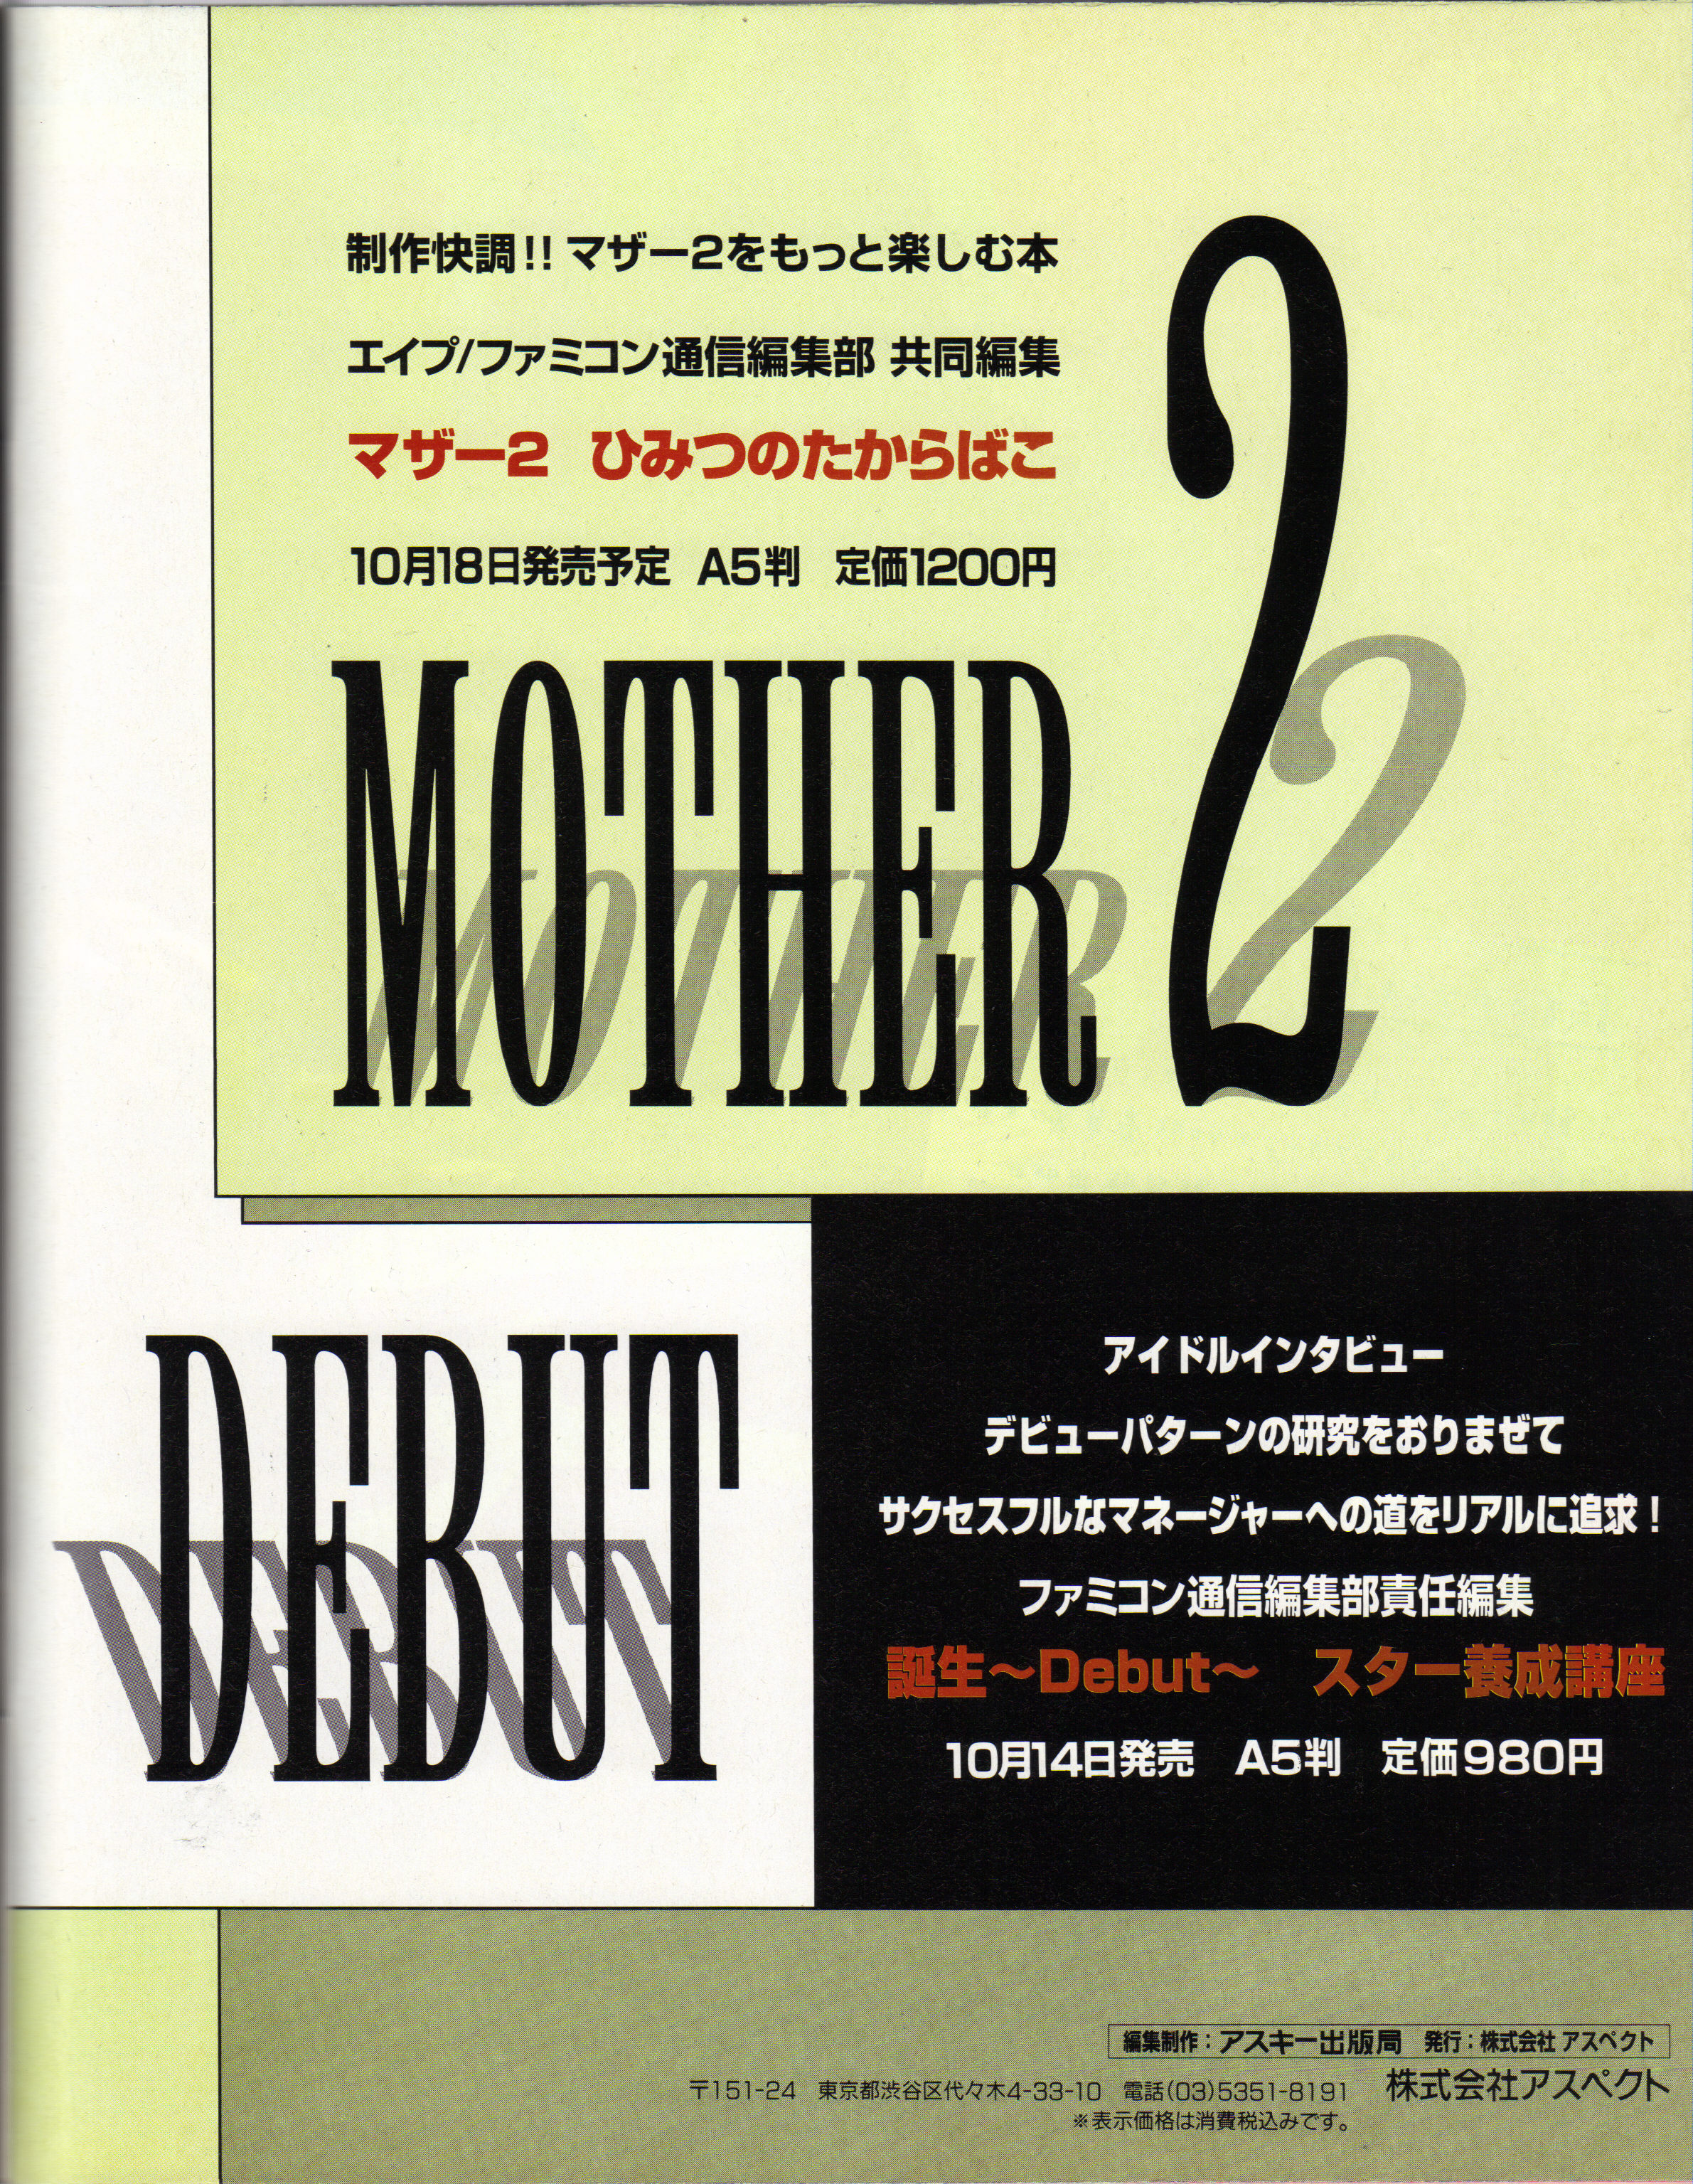 制作快調!! マザー2をもっと楽しむ本
エイプ/ファミコン通信編集部 共同編集
マザー2 ひみつのたからばこ
10月18日発売予定 A5判 定価1200円
MOTHER 2
MOTHER 2
DEBUT
DEBUT
アイドルインタビュー
デビューパターンの研究をおりまぜて
サクセスフルなマネージャーへの道をリアルに追求！
ファミコン通信編集部責任編集
誕生～Debut～ スター養成講座
10月14日発売 A5判 定価980円
編集制作：アスキー出版局 発行：株式会社 アスペクト
〒151-24 東京都渋谷区代々木4-33-10 電話(03)5351-8191 株式会社アスペクト
※表示価格は消費税込みです。